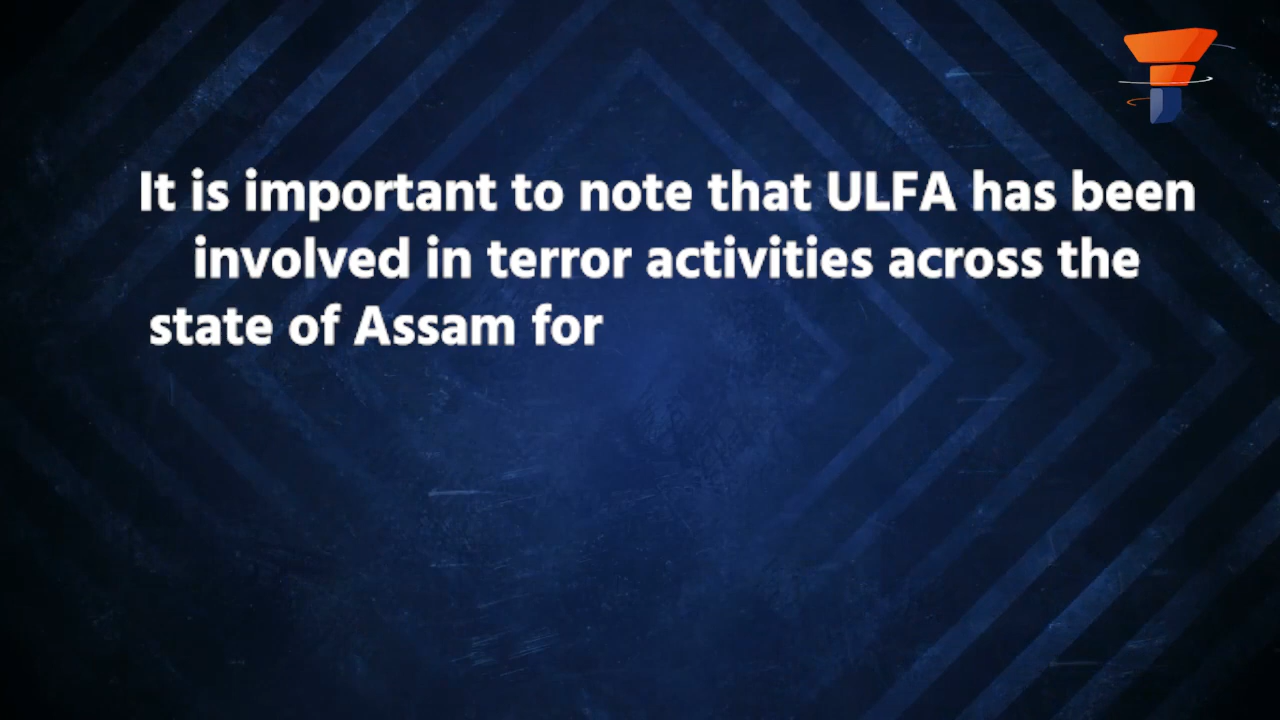 It is important to note that ULFA has been
involved in terror activities across the
state of Assam for